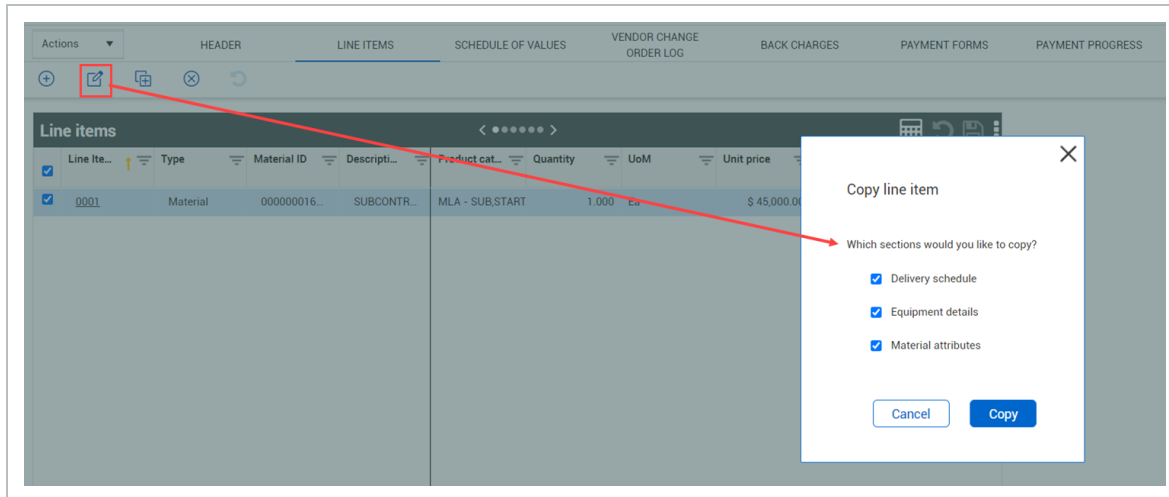 Actions HEADER LINE ITEMS SCHEDULE OF VALUES VENDOR CHANGE ORDER LOG BACK CHARGES PAYMENT FORMS PAYMENT PROGRESS
Line items
Line Ite... Type Material ID Descripti... Product cat... Quantity UoM Unit price
0001 Material 000000016... SUBCONTR... MLA - SUB,START 1.000 Ea $ 45,000.00
Copy line item
Which sections would you like to copy?
Delivery schedule
Equipment details
Material attributes
Cancel Copy